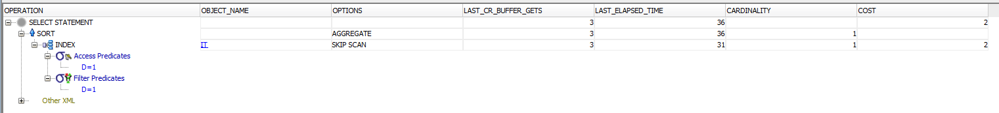 OPERATION OBJECT_NAME OPTIONS LAST_CR_BUFFER_GETS LAST_ELAPSED_TIME CARDINALITY COST
SELECT STATEMENT 3 36 2
SORT AGGREGATE 3 36 1
INDEX IT SKIP SCAN 3 31 1 2
Access Predicates
D=1
Filter Predicates
D=1
Other XML